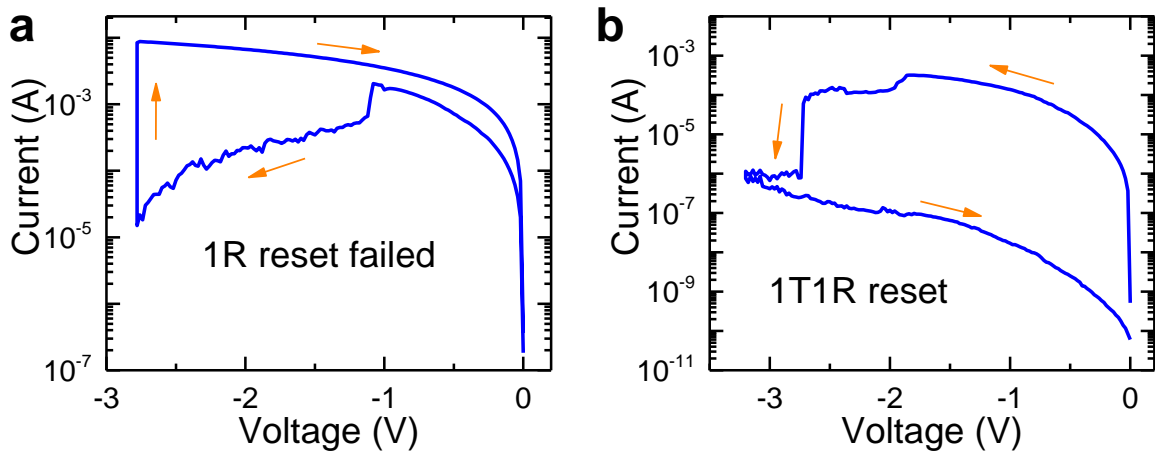 a
Current (A)
10⁻³
10⁻⁵
10⁻⁷
1R reset failed
-3 -2 -1 0
Voltage (V)
b
Current (A)
10⁻³
10⁻⁵
10⁻⁷
10⁻⁹
10⁻¹¹
1T1R reset
-3 -2 -1 0
Voltage (V)